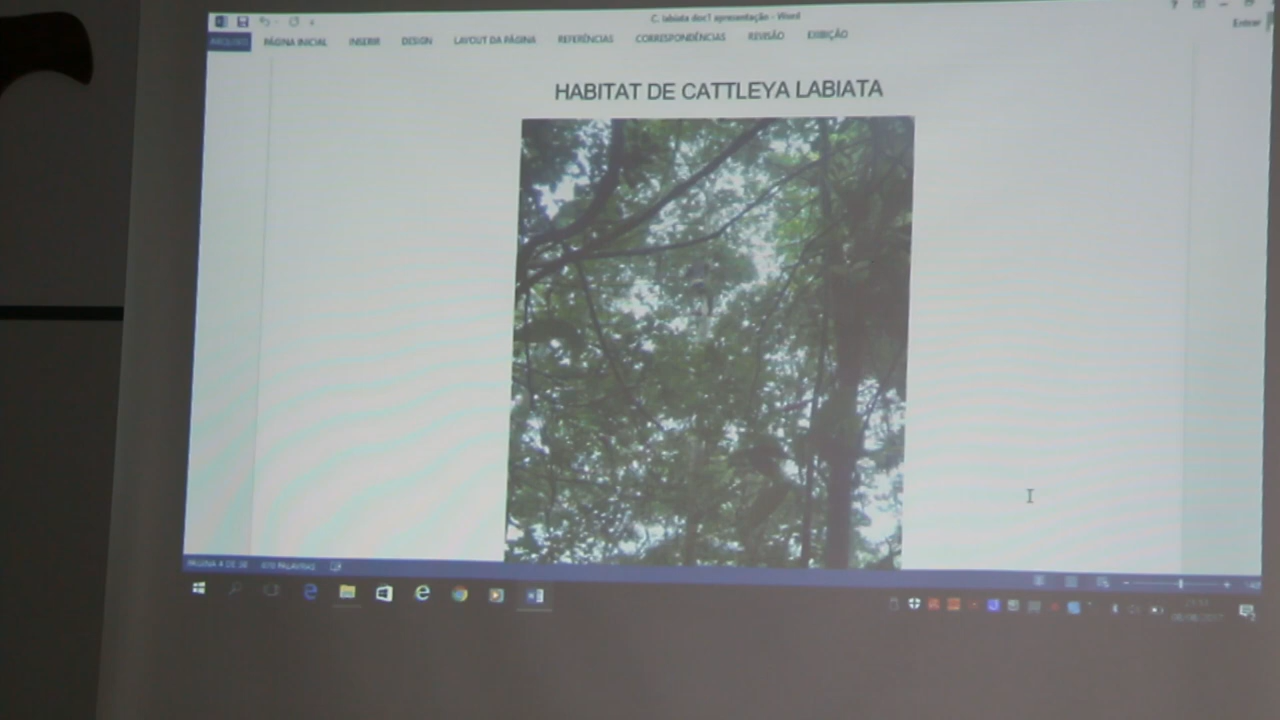 C. labiata doc1 apresentação - Word
?
Entrar
ARQUIVO PÁGINA INICIAL INSERIR DESIGN LAYOUT DA PÁGINA REFERÊNCIAS CORRESPONDÊNCIAS REVISÃO EXIBIÇÃO
HABITAT DE CATTLEYA LABIATA